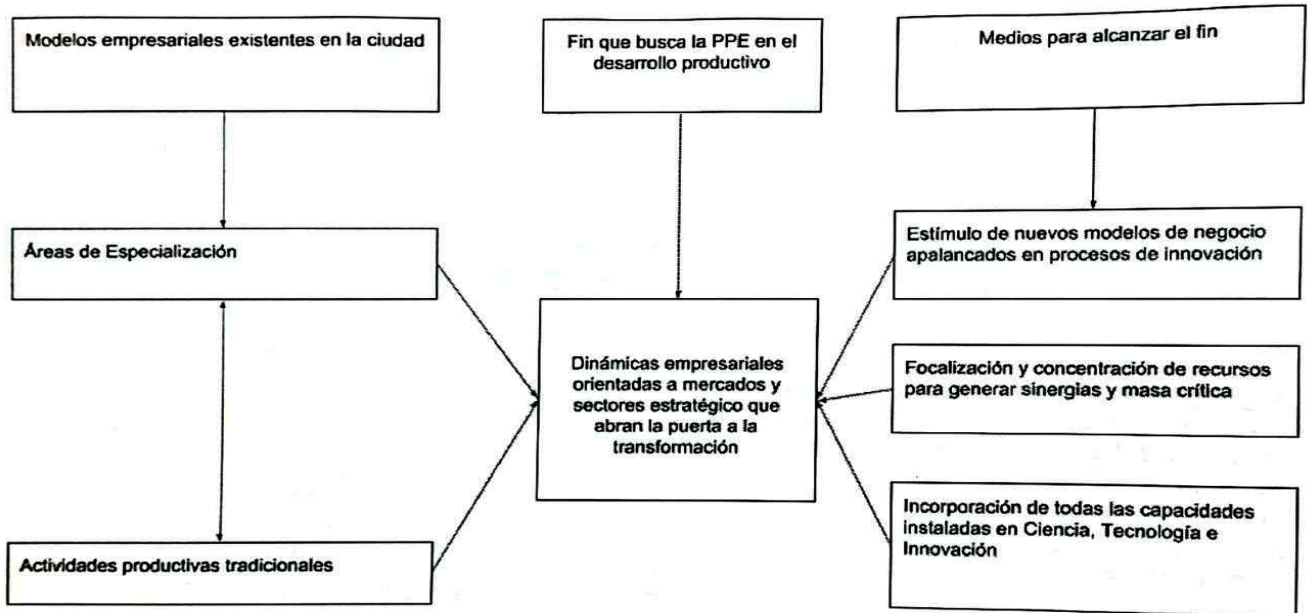 Modelos empresariales existentes en la ciudad
Fin que busca la PPE en el
desarrollo productivo
Medios para alcanzar el fin
Áreas de Especialización
Estímulo de nuevos modelos de negocio
apalancados en procesos de innovación
Dinámicas empresariales
orientadas a mercados y
sectores estratégico que
abran la puerta a la
transformación
Focalización y concentración de recursos
para generar sinergias y masa crítica
Incorporación de todas las capacidades
instaladas en Ciencia, Tecnología e
Innovación
Actividades productivas tradicionales